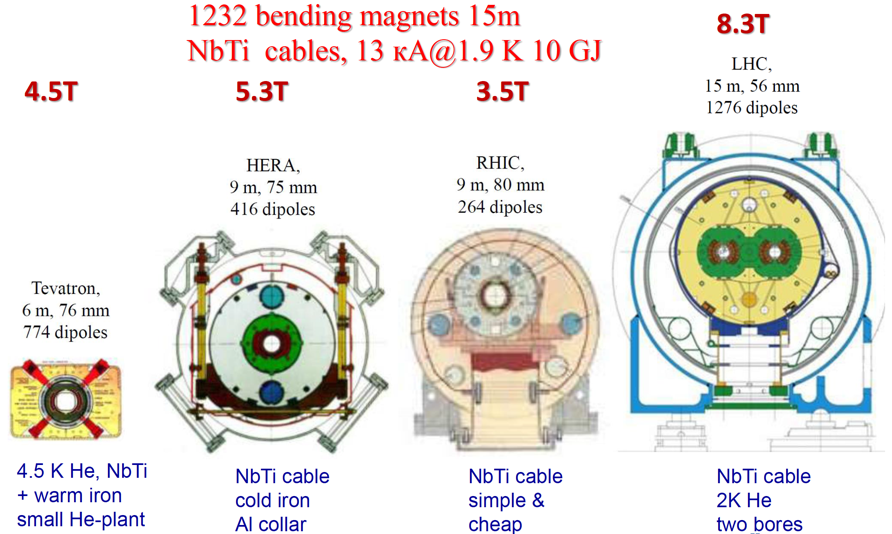 1232 bending magnets 15m
NbTi cables, 13 кA@1.9 K 10 GJ
8.3T
4.5T
5.3T
3.5T
LHC,
15 m, 56 mm
1276 dipoles
HERA,
9 m, 75 mm
416 dipoles
RHIC,
9 m, 80 mm
264 dipoles
Tevatron,
6 m, 76 mm
774 dipoles
4.5 K He, NbTi
+ warm iron
small He-plant
NbTi cable
cold iron
Al collar
NbTi cable
simple &
cheap
NbTi cable
2K He
two bores